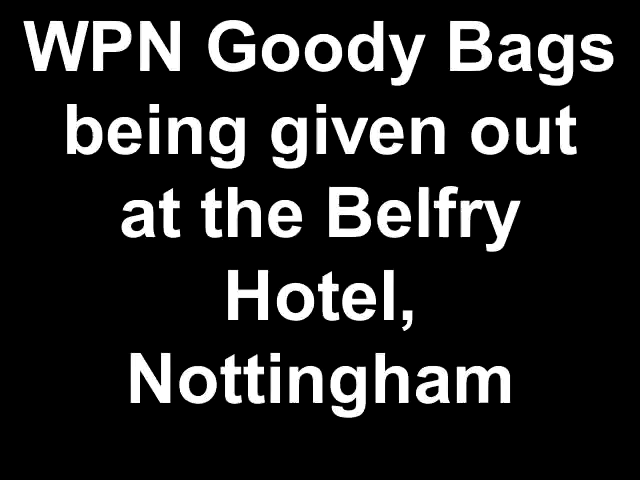 WPN Goody Bags
being given out
at the Belfry
Hotel,
Nottingham